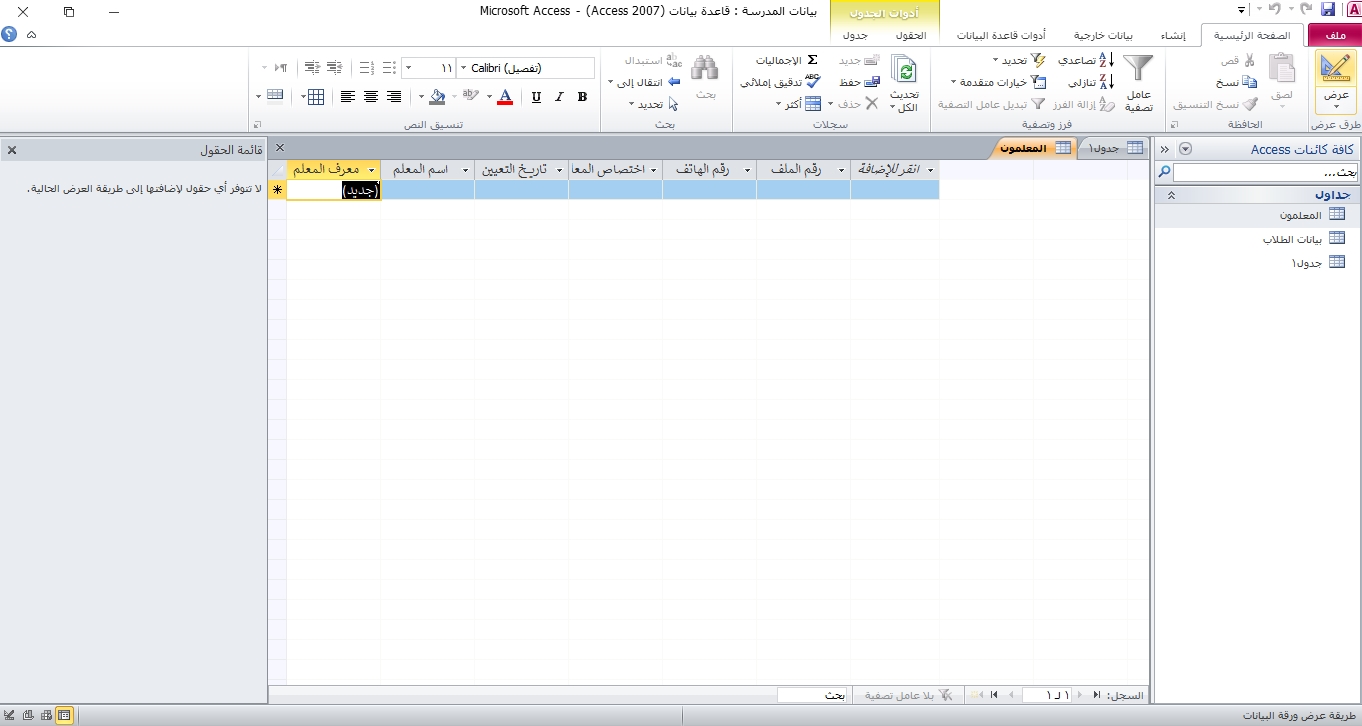 بيانات المدرسة : قاعدة بيانات (Access 2007) - Microsoft Access
أدوات الجدول
ملف
الصفحة الرئيسية
إنشاء
بيانات خارجية
أدوات قاعدة البيانات
الحقول
جدول
عرض
طرق عرض
لصق
قص
نسخ
نسخ التنسيق
الحافظة
عامل تصفية
تصاعدي
تنازلي
إزالة الفرز
تحديد
خيارات متقدمة
تبديل عامل التصفية
فرز وتصفية
تحديث الكل
جديد
حفظ
حذف
الإجماليات
تدقيق إملائي
أكثر
سجلات
بحث
استبدال
انتقال إلى
تحديد
بحث
Calibri (تفصيل)
١١
B I U
تنسيق النص
كافة كائنات Access
بحث...
جداول
المعلمون
بيانات الطلاب
جدول١
جدول١
المعلمون
انقر للإضافة
رقم الملف
رقم الهاتف
اختصاص المعا
تاريخ التعيين
اسم المعلم
معرف المعلم
(جديد)
قائمة الحقول
لا تتوفر أي حقول لإضافتها إلى طريقة العرض الحالية.
السجل: ١ لـ ١
بلا عامل تصفية
بحث
طريقة عرض ورقة البيانات